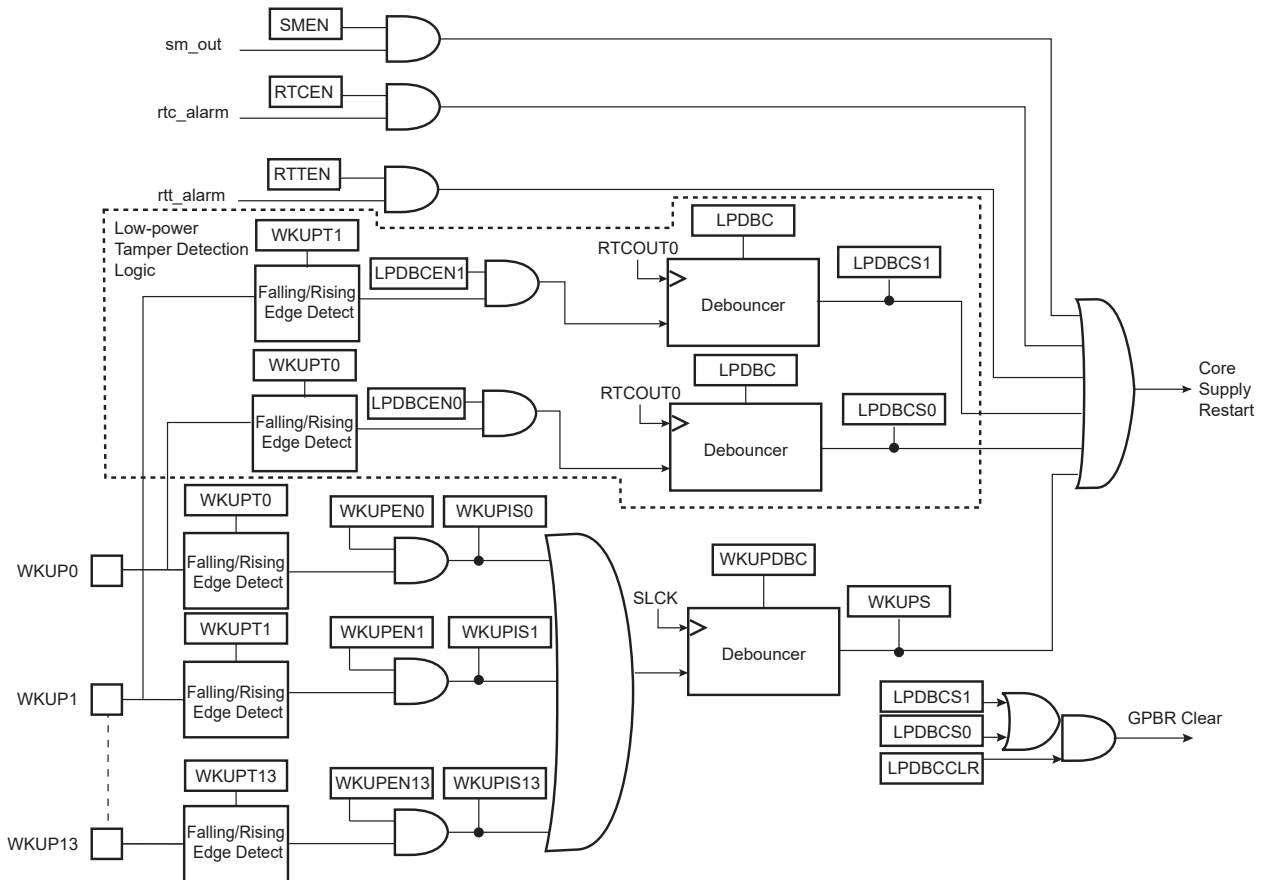 SMEN
sm_out
RTCEN
rtc_alarm
RTTEN
rtt_alarm
Low-power
Tamper Detection
Logic
WKUPT1
LPDBC
RTCOUT0
LPDBCEN1
LPDBCS1
Falling/Rising
Edge Detect
Debouncer
WKUPT0
LPDBC
RTCOUT0
LPDBCEN0
LPDBCS0
Falling/Rising
Edge Detect
Debouncer
Core
Supply
Restart
WKUPT0
WKUPEN0
WKUPIS0
WKUP0
Falling/Rising
Edge Detect
WKUPDBC
SLCK
WKUPS
Debouncer
WKUPT1
WKUPEN1
WKUPIS1
WKUP1
Falling/Rising
Edge Detect
LPDBCS1
LPDBCS0
LPDBCCLR
GPBR Clear
WKUPT13
WKUPEN13
WKUPIS13
WKUP13
Falling/Rising
Edge Detect